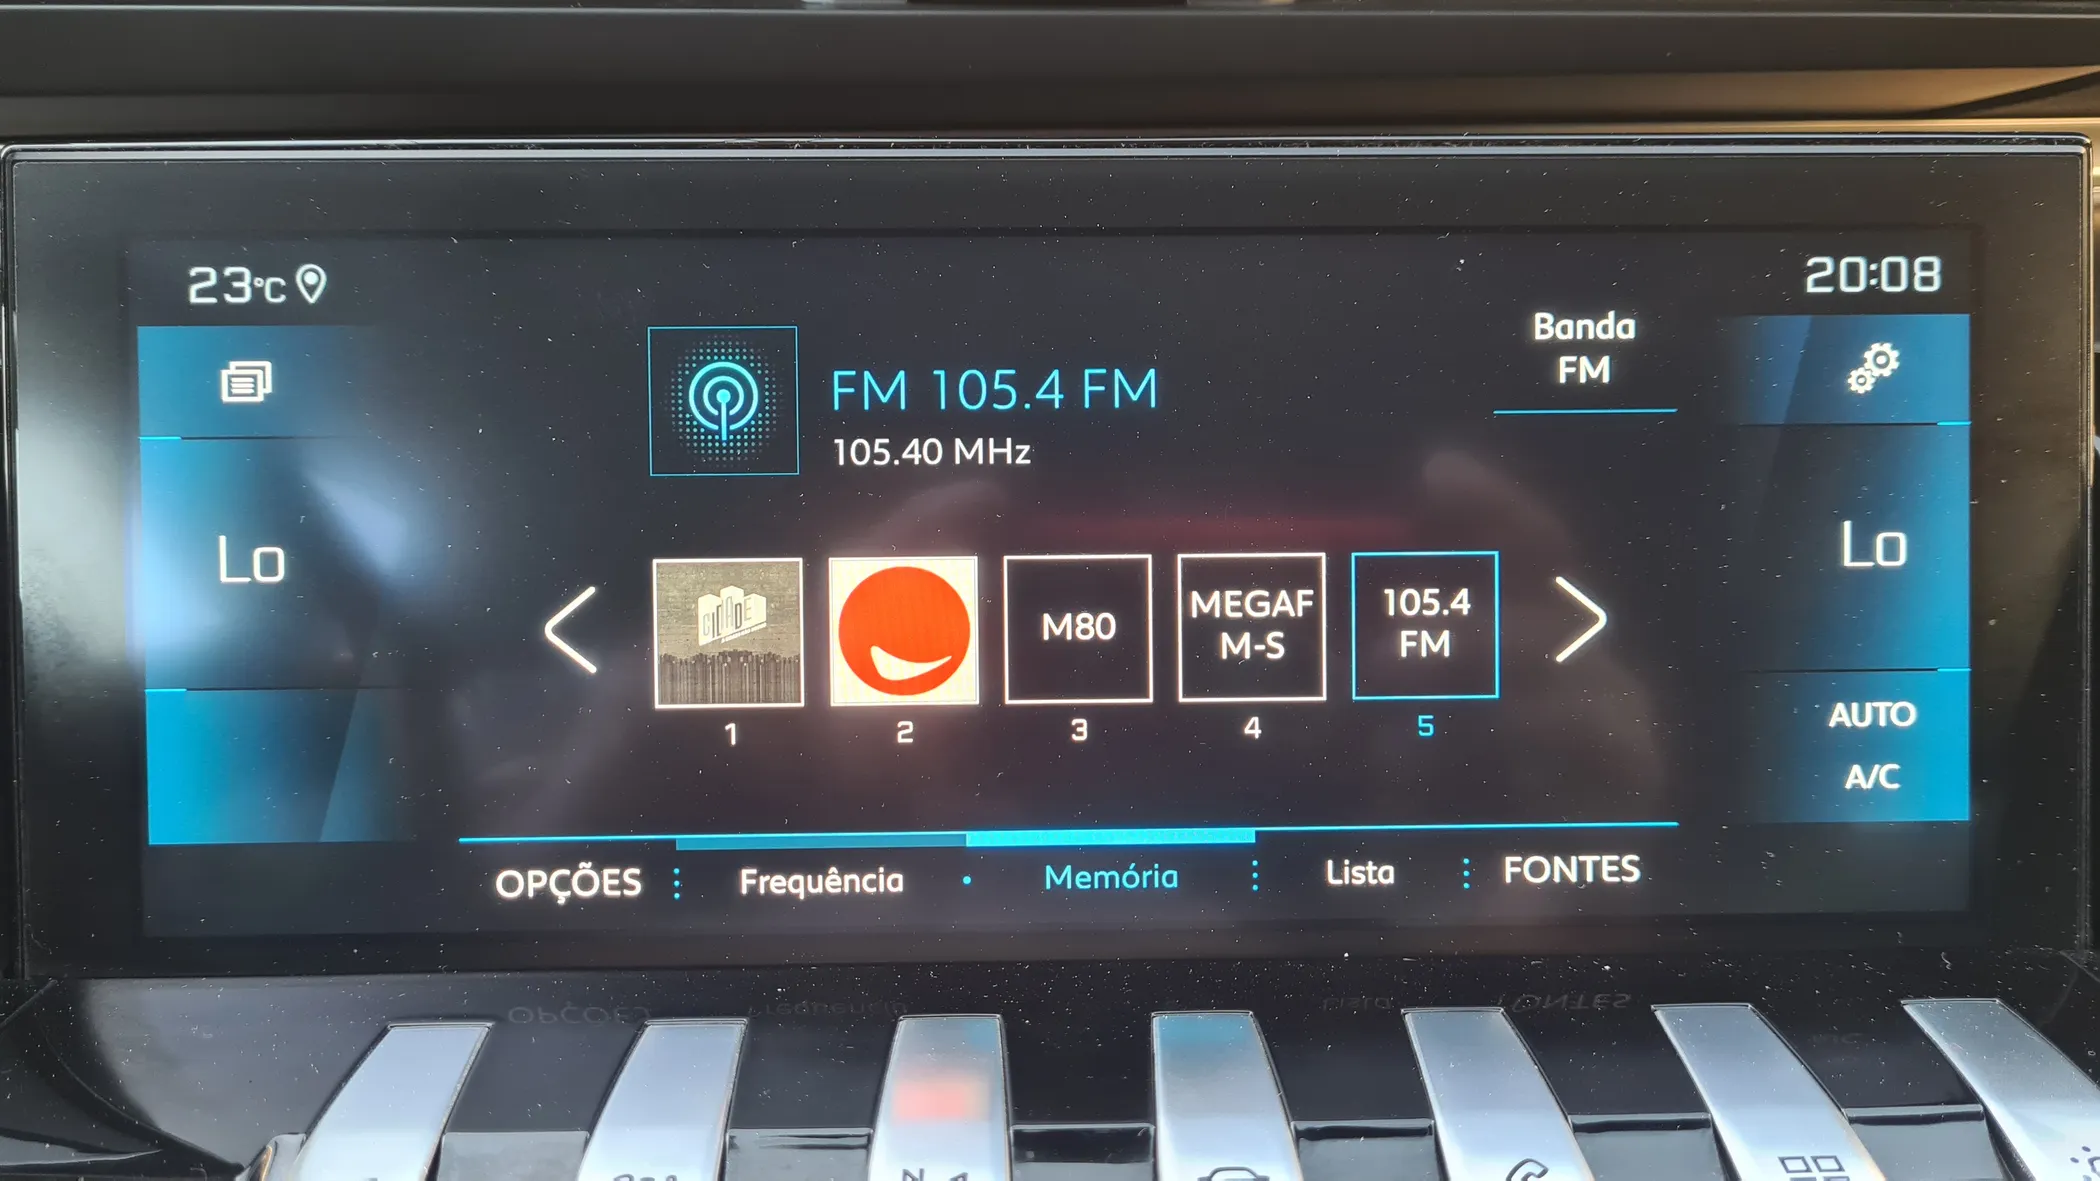 23°C
20:08
Banda
FM
FM 105.4 FM
105.40 MHz
Lo
Lo
CIDADE
M80
MEGAF
M-S
105.4
FM
1
2
3
4
5
AUTO
A/C
OPÇÕES
Frequência
Memória
Lista
FONTES